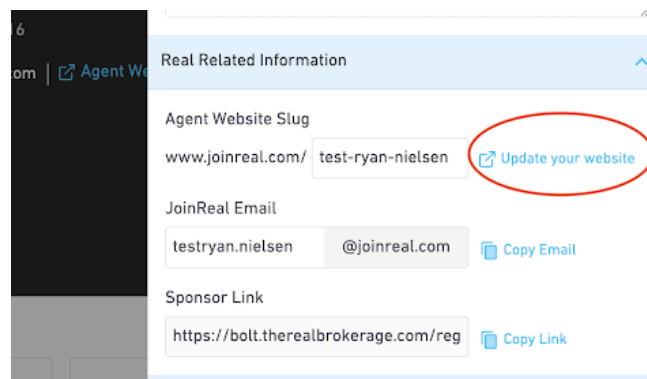 16
Real Related Information
om | Agent We
Agent Website Slug
www.joinreal.com/ test-ryan-nielsen Update your website
JoinReal Email
testryan.nielsen @joinreal.com Copy Email
Sponsor Link
https://bolt.therealbrokerage.com/reg Copy Link